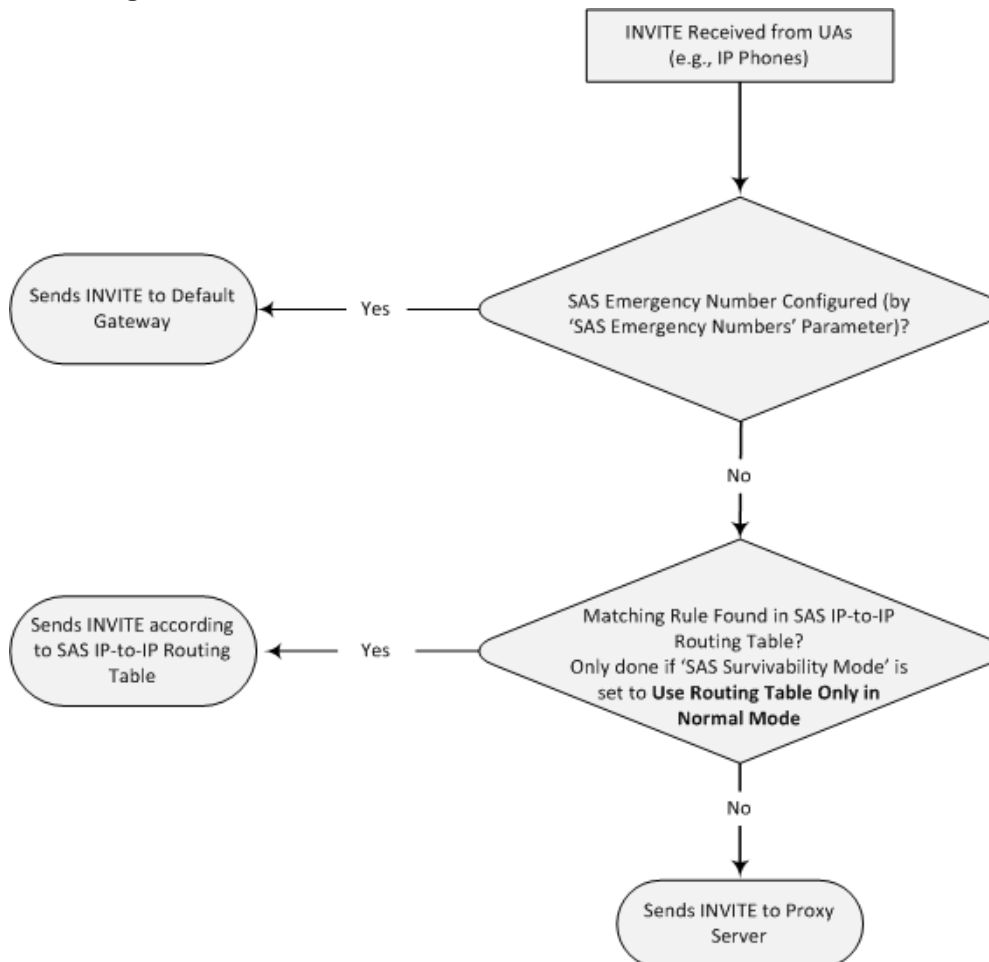 INVITE Received from UAs
(e.g., IP Phones)
SAS Emergency Number Configured (by
‘SAS Emergency Numbers’ Parameter)?
Yes
Sends INVITE to Default
Gateway
No
Matching Rule Found in SAS IP-to-IP
Routing Table?
Only done if ‘SAS Survivability Mode’ is
set to Use Routing Table Only in
Normal Mode
Yes
Sends INVITE according
to SAS IP-to-IP Routing
Table
No
Sends INVITE to Proxy
Server